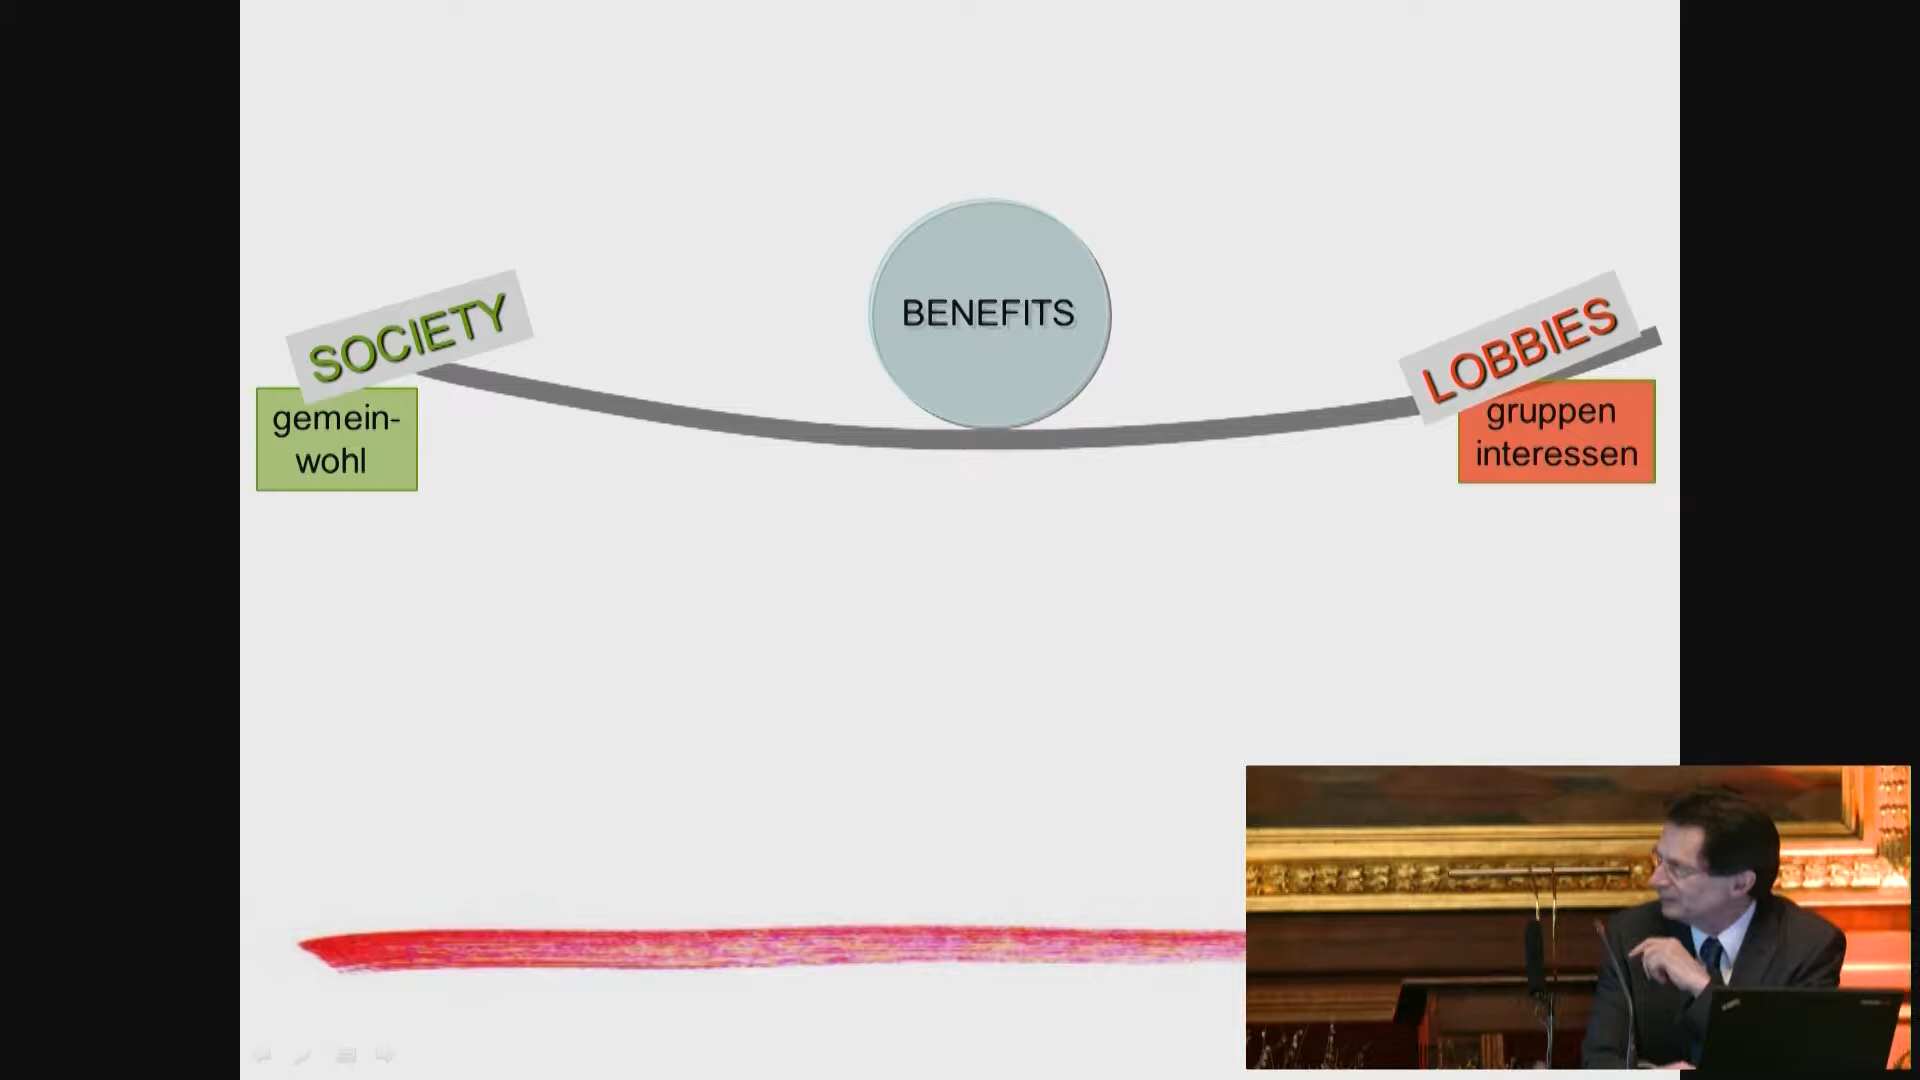 SOCIETY
gemein-
wohl
BENEFITS
LOBBIES
gruppen
interessen